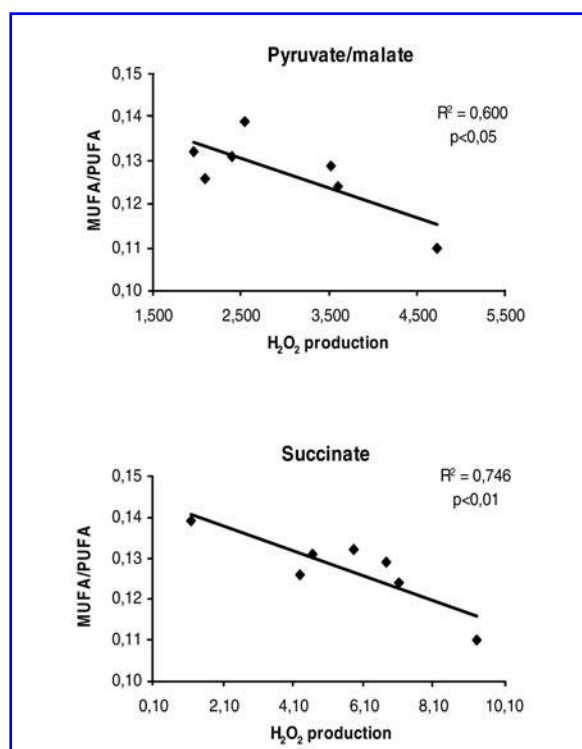 Pyruvate/malate
R² = 0,600
p<0,05
MUFA/PUFA
0,15
0,14
0,13
0,12
0,11
0,10
1,500 2,500 3,500 4,500 5,500
H₂O₂ production
Succinate
R² = 0,746
p<0,01
MUFA/PUFA
0,15
0,14
0,13
0,12
0,11
0,10
0,10 2,10 4,10 6,10 8,10 10,10
H₂O₂ production